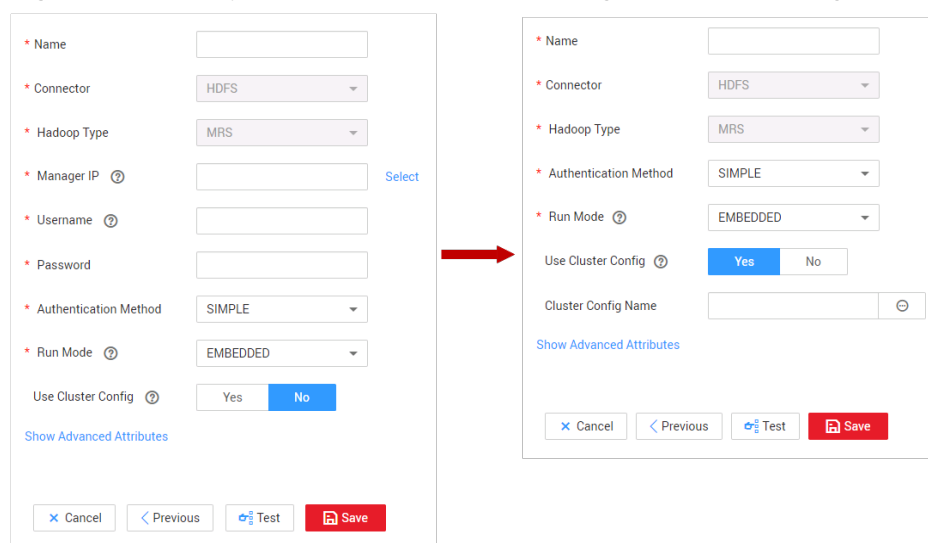 * Name
* Connector HDFS
* Hadoop Type MRS
* Manager IP ? Select
* Username ?
* Password
* Authentication Method SIMPLE
* Run Mode ? EMBEDDED
Use Cluster Config ? Yes No
Show Advanced Attributes
× Cancel < Previous Test Save
* Name
* Connector HDFS
* Hadoop Type MRS
* Authentication Method SIMPLE
* Run Mode ? EMBEDDED
Use Cluster Config ? Yes No
Cluster Config Name
Show Advanced Attributes
× Cancel < Previous Test Save